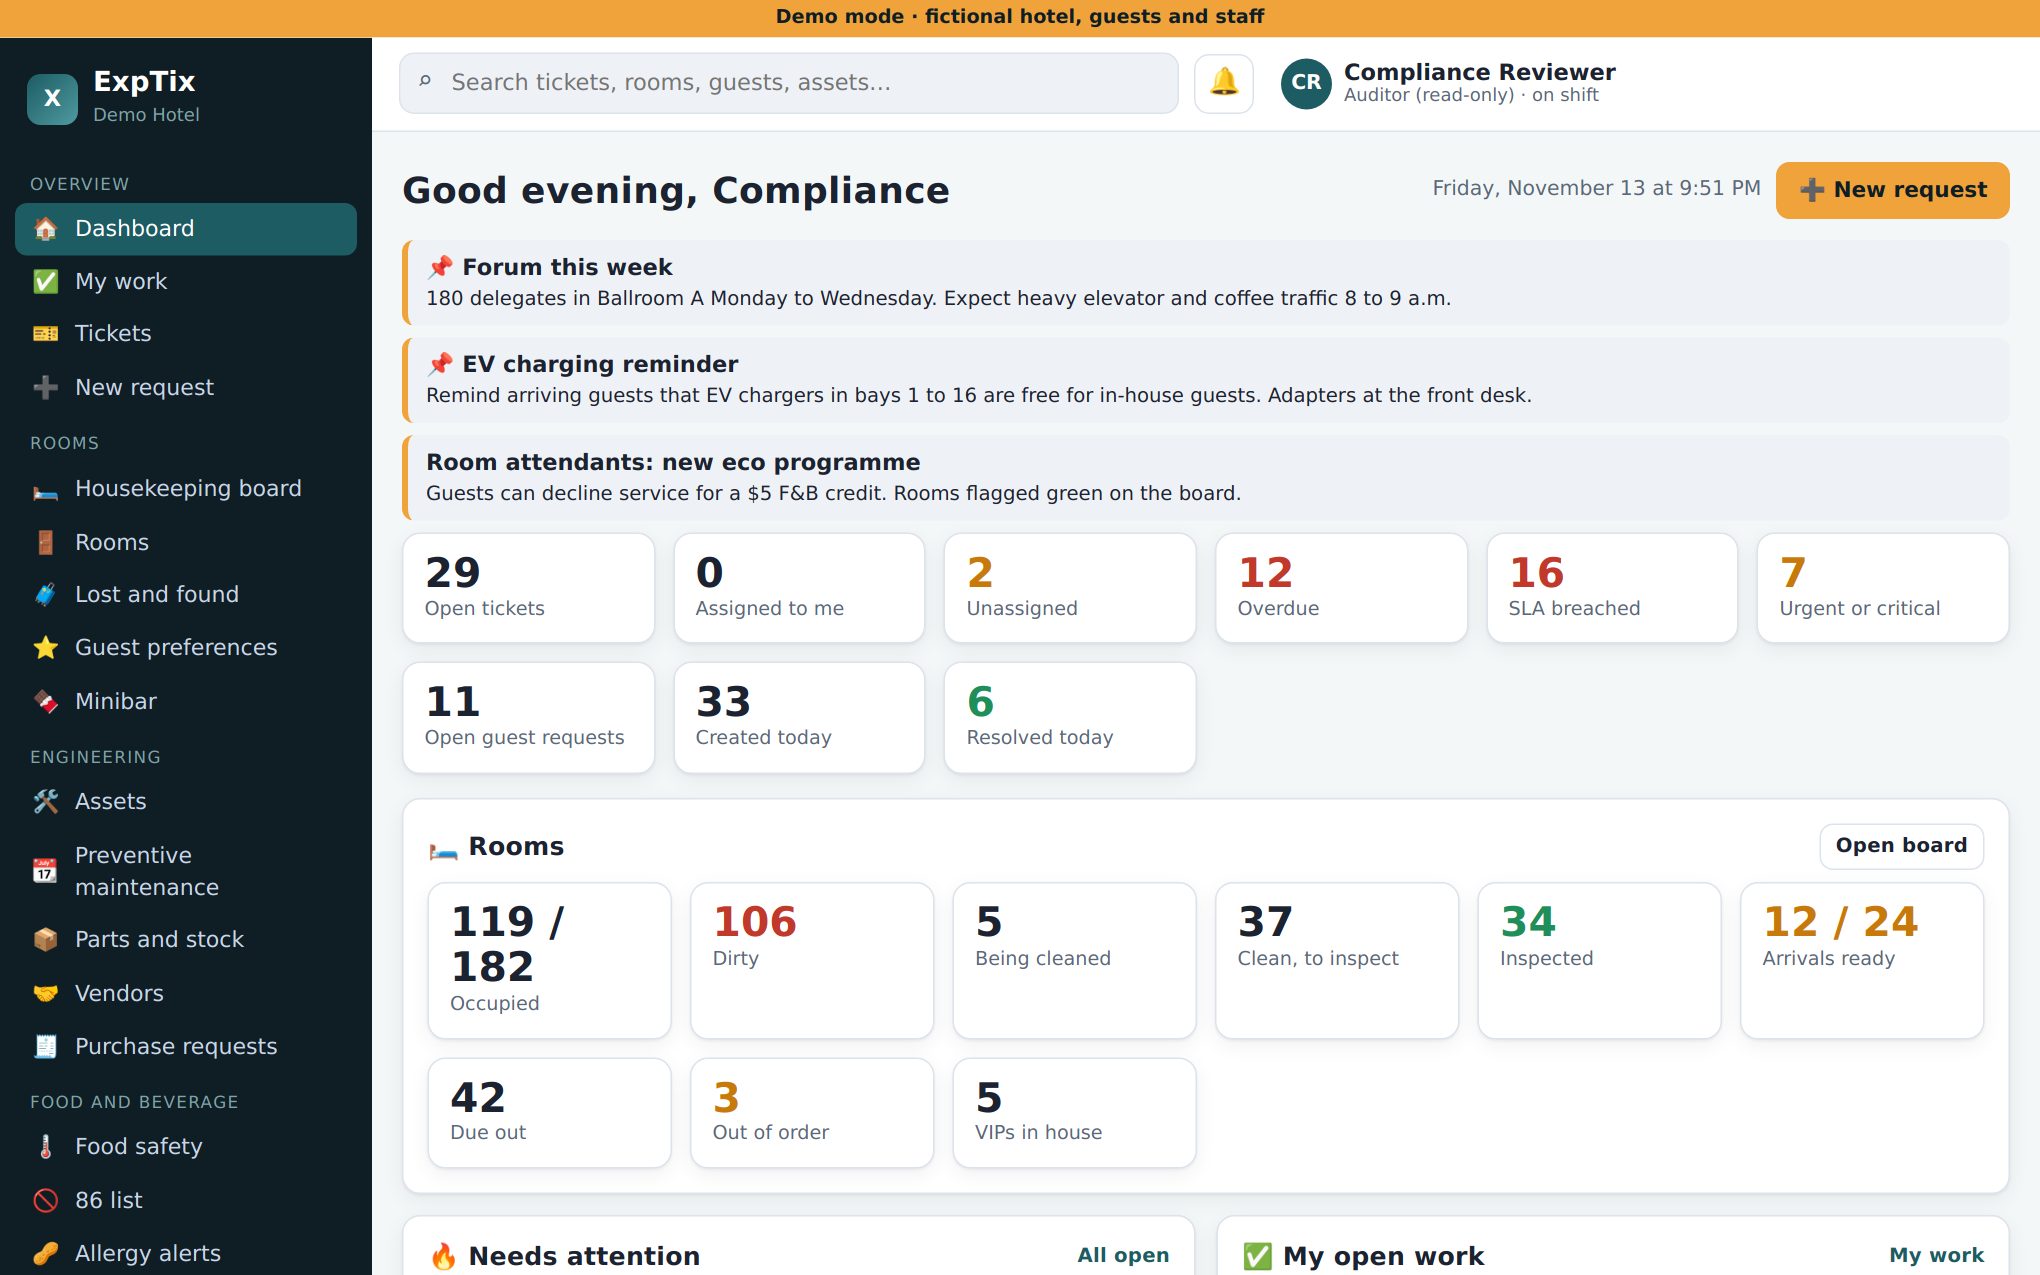 Demo mode · fictional hotel, guests and staff
X
ExpTix
Demo Hotel
OVERVIEW
Dashboard
My work
Tickets
New request
ROOMS
Housekeeping board
Rooms
Lost and found
Guest preferences
Minibar
ENGINEERING
Assets
Preventive
maintenance
Parts and stock
Vendors
Purchase requests
FOOD AND BEVERAGE
Food safety
86 list
Allergy alerts
Search tickets, rooms, guests, assets...
CR
Compliance Reviewer
Auditor (read-only) · on shift
Good evening, Compliance
Friday, November 13 at 9:51 PM
New request
Forum this week
180 delegates in Ballroom A Monday to Wednesday. Expect heavy elevator and coffee traffic 8 to 9 a.m.
EV charging reminder
Remind arriving guests that EV chargers in bays 1 to 16 are free for in-house guests. Adapters at the front desk.
Room attendants: new eco programme
Guests can decline service for a $5 F&B credit. Rooms flagged green on the board.
29
Open tickets
0
Assigned to me
2
Unassigned
12
Overdue
16
SLA breached
7
Urgent or critical
11
Open guest requests
33
Created today
6
Resolved today
Rooms
Open board
119 /
182
Occupied
106
Dirty
5
Being cleaned
37
Clean, to inspect
34
Inspected
12 / 24
Arrivals ready
42
Due out
3
Out of order
5
VIPs in house
Needs attention
All open
My open work
My work